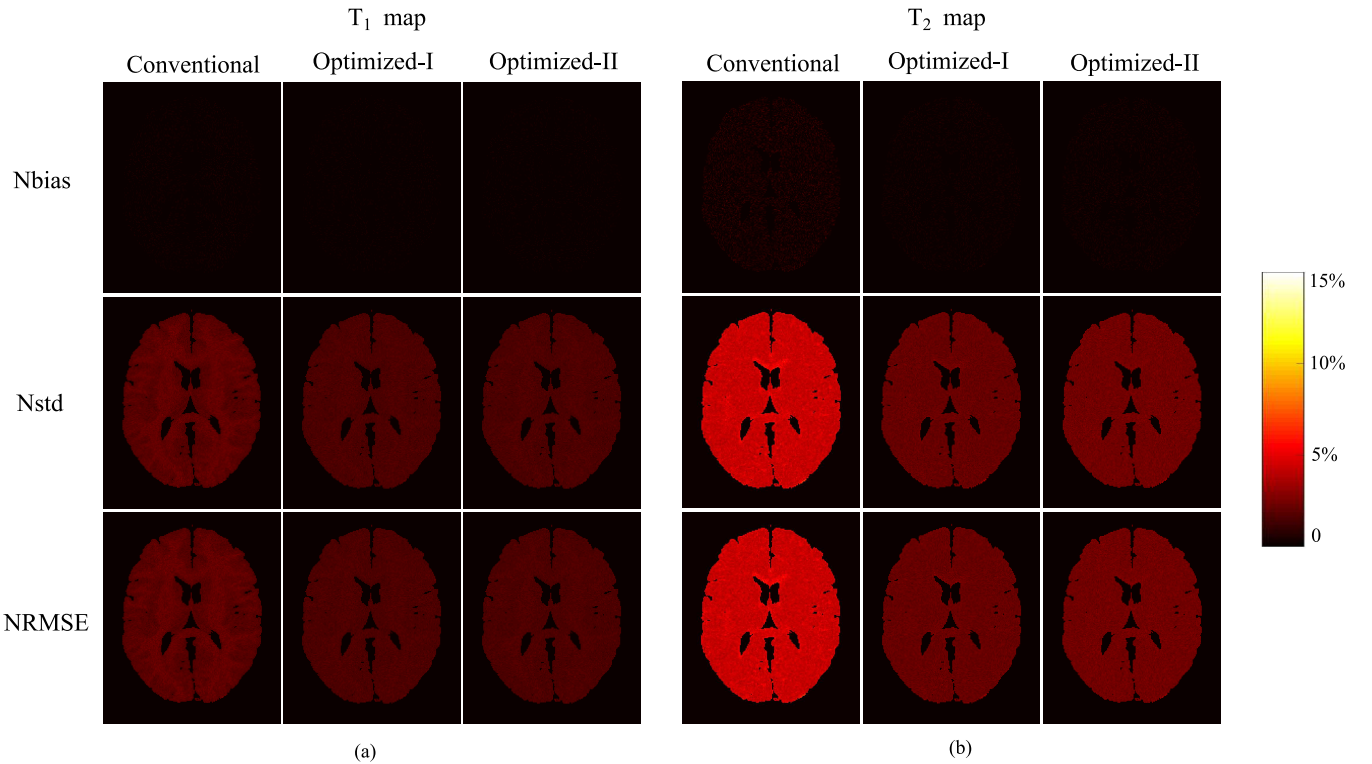 T₁ map
T₂ map
Conventional
Optimized-I
Optimized-II
Conventional
Optimized-I
Optimized-II
Nbias
Nstd
NRMSE
15%
10%
5%
0
(a)
(b)